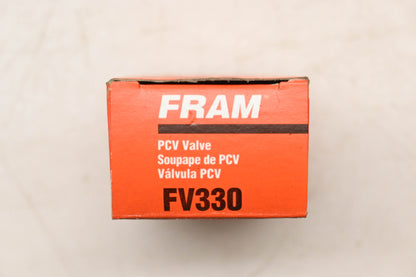 FRAM
PCV Valve
Soupape de PCV
Válvula PCV
FV330